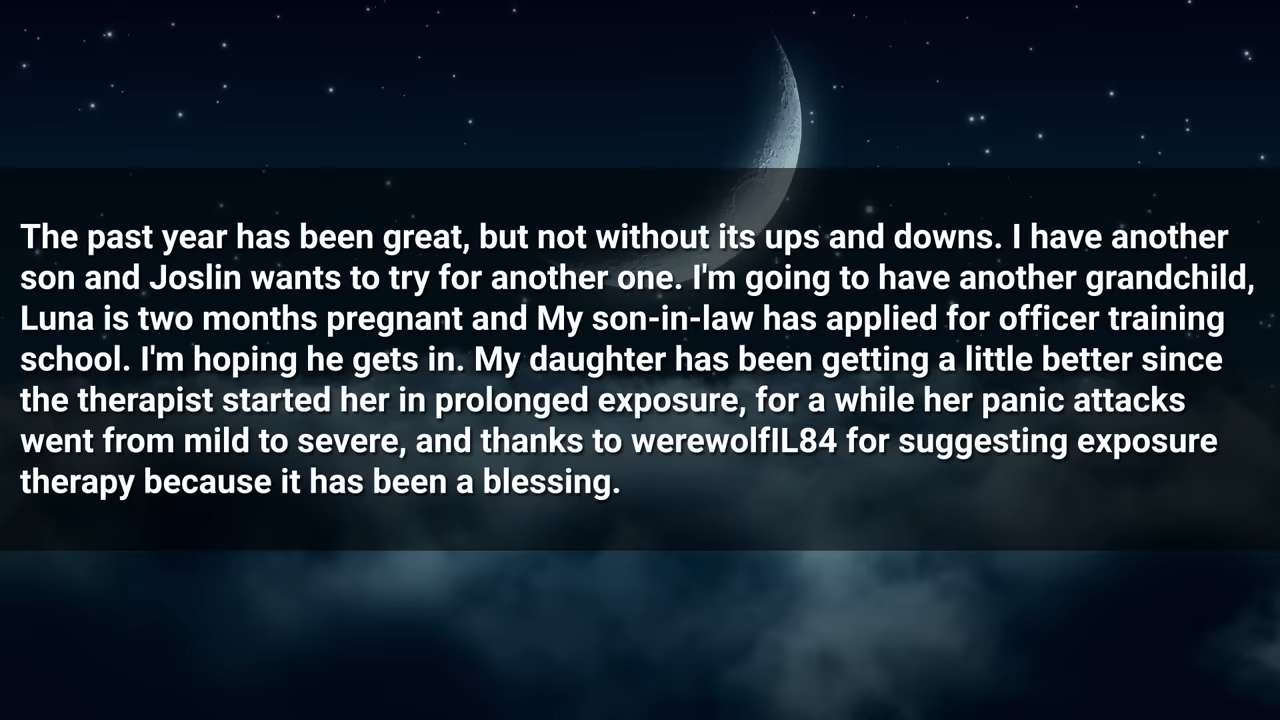 The past year has been great, but not without its ups and downs. I have another
son and Joslin wants to try for another one. I'm going to have another grandchild,
Luna is two months pregnant and My son-in-law has applied for officer training
school. I'm hoping he gets in. My daughter has been getting a little better since
the therapist started her in prolonged exposure, for a while her panic attacks
went from mild to severe, and thanks to werewolfIL84 for suggesting exposure
therapy because it has been a blessing.